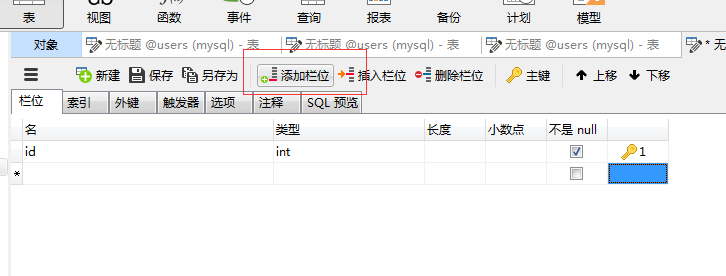 表 视图 函数 事件 查询 报表 备份 计划 模型
对象 无标题 @users (mysql) - 表 无标题 @users (mysql) - 表 无标题 @users (mysql) - 表 * 无
新建 保存 另存为 添加栏位 插入栏位 删除栏位 主键 上移 下移
栏位 索引 外键 触发器 选项 注释 SQL 预览
名 类型 长度 小数点 不是 null
id int 1
*